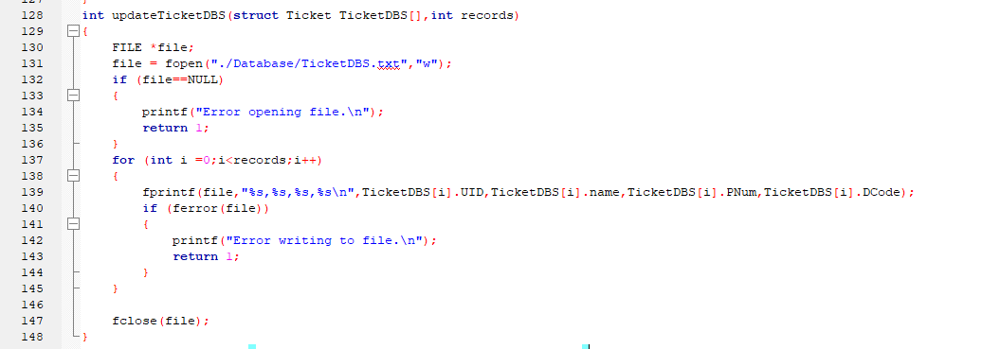 127 }
128 int updateTicketDBS(struct Ticket TicketDBS[],int records)
129 {
130 FILE *file;
131 file = fopen("./Database/TicketDBS.txt","w");
132 if (file==NULL)
133 {
134 printf("Error opening file.\n");
135 return 1;
136 }
137 for (int i =0;i<records;i++)
138 {
139 fprintf(file,"%s,%s,%s,%s\n",TicketDBS[i].UID,TicketDBS[i].name,TicketDBS[i].PNum,TicketDBS[i].DCode);
140 if (ferror(file))
141 {
142 printf("Error writing to file.\n");
143 return 1;
144 }
145 }
146
147 fclose(file);
148 }